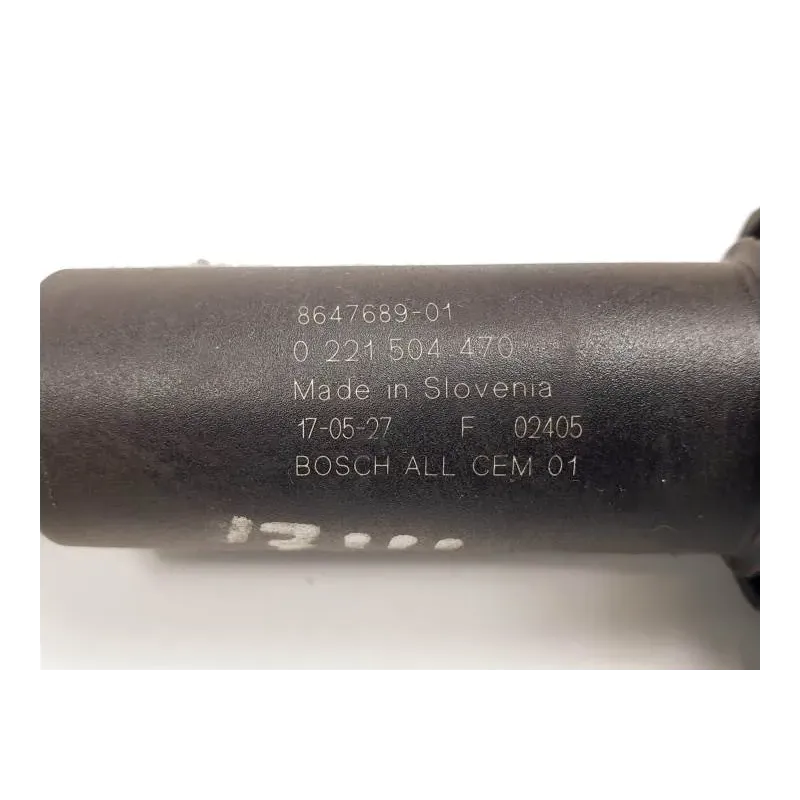 8647689-01
0 221 504 470
Made in Slovenia
17-05-27 F 02405
BOSCH ALL CEM 01